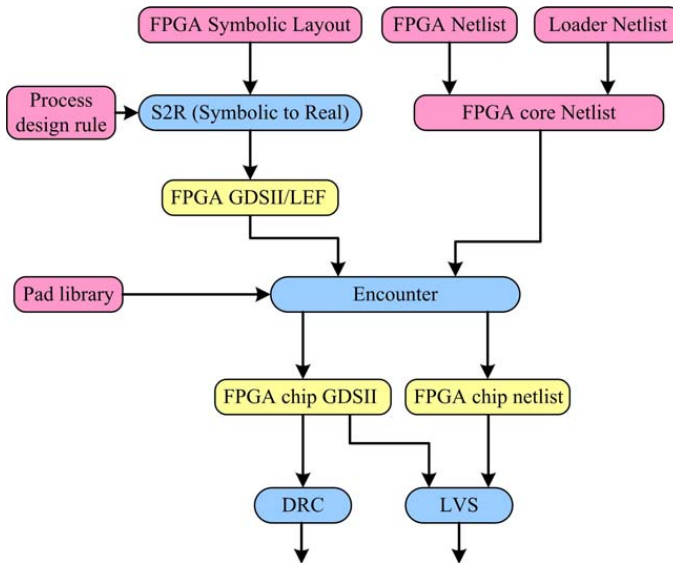 FPGA Symbolic Layout
FPGA Netlist
Loader Netlist
Process
design rule
S2R (Symbolic to Real)
FPGA core Netlist
FPGA GDSII/LEF
Pad library
Encounter
FPGA chip GDSII
FPGA chip netlist
DRC
LVS